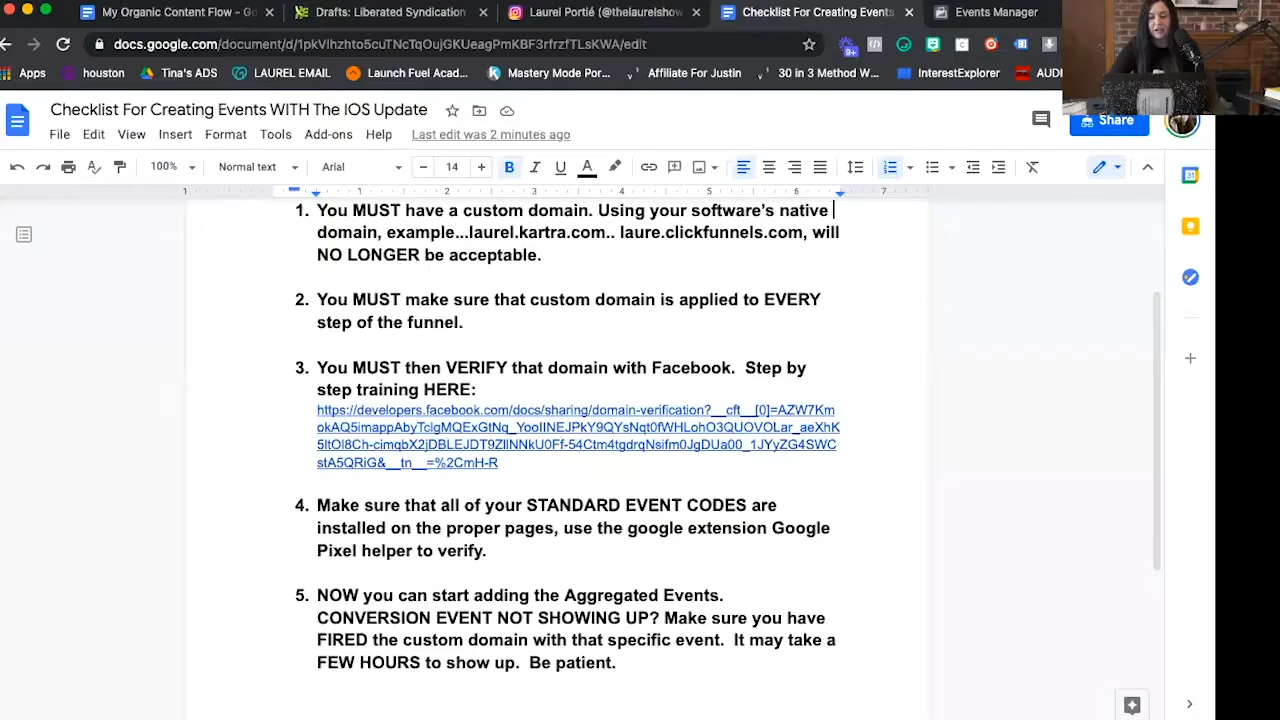 My Organic Content Flow - Go
Drafts: Liberated Syndicati
Laurel Portié (@thelaurelshow
Checklist For Creating Events
Events Manager
docs.google.com/document/d/
Apps
houston
Tina's ADS
LAUREL EMAIL
Launch Fuel Acad...
Mastery Mode Por...
Affiliate For Justin
30 in 3 Method W...
InterestExplorer
AUDI
Checklist For Creating Events WITH The IOS Update
File Edit View Insert Format Tools Add-ons Help Last edit was 2 minutes ago
Share
100% Normal text Arial 14
1 1 2 3 4 5 6 7
1. You MUST have a custom domain. Using your software’s native
domain, example...laurel.kartra.com.. laure.clickfunnels.com, will
NO LONGER be acceptable.
2. You MUST make sure that custom domain is applied to EVERY
step of the funnel.
3. You MUST then VERIFY that domain with Facebook. Step by
step training HERE:
https://developers.facebook.com/docs/sharing/domain-verification?__cft__[0]=AZW7Km
stA5QRiG&__tn__=%2CmH-R
4. Make sure that all of your STANDARD EVENT CODES are
installed on the proper pages, use the google extension Google
Pixel helper to verify.
5. NOW you can start adding the Aggregated Events.
CONVERSION EVENT NOT SHOWING UP? Make sure you have
FIRED the custom domain with that specific event. It may take a
FEW HOURS to show up. Be patient.